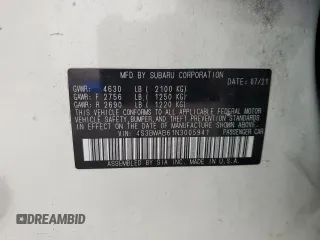 MFD. BY SUBARU CORPORATION DATE: 07/21
GVWR: 4630 LB ( 2100 KG)
GAWR: F 2756 LB ( 1250 KG)
GAWR: R 2690 LB ( 1220 KG)
THIS VEHICLE CONFORMS TO ALL APPLICABLE FEDERAL MOTOR
VEHICLE SAFETY, BUMPER, AND THEFT PREVENTION STANDARDS
IN EFFECT ON THE DATE OF MANUFACTURE SHOWN ABOVE.
VIN: 4S3BWAB61N3005941 PASSENGER CAR
ASSEMBLED BY S.I.A. MADE IN U.S.A.
DREAMBID